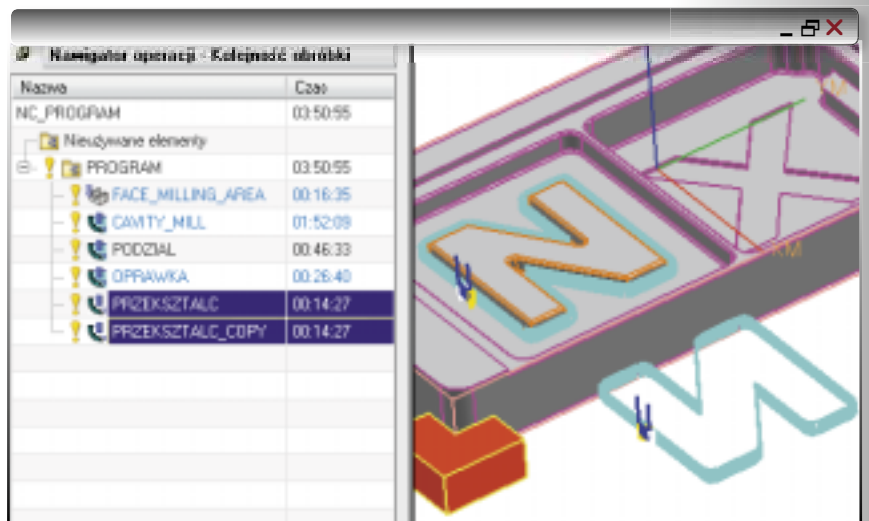 Nawigator operacji - Kolejność obróbki
Nazwa Czas
NC_PROGRAM 03:50:55
Nieużywane elementy
PROGRAM 03:50:55
FACE_MILLING_AREA 00:16:35
CAVITY_MILL 01:52:09
PODZIAL 00:46:33
OPRAWKA 00:26:40
PRZEKSZTALC 00:14:27
PRZEKSZTALC_COPY 00:14:27
XM